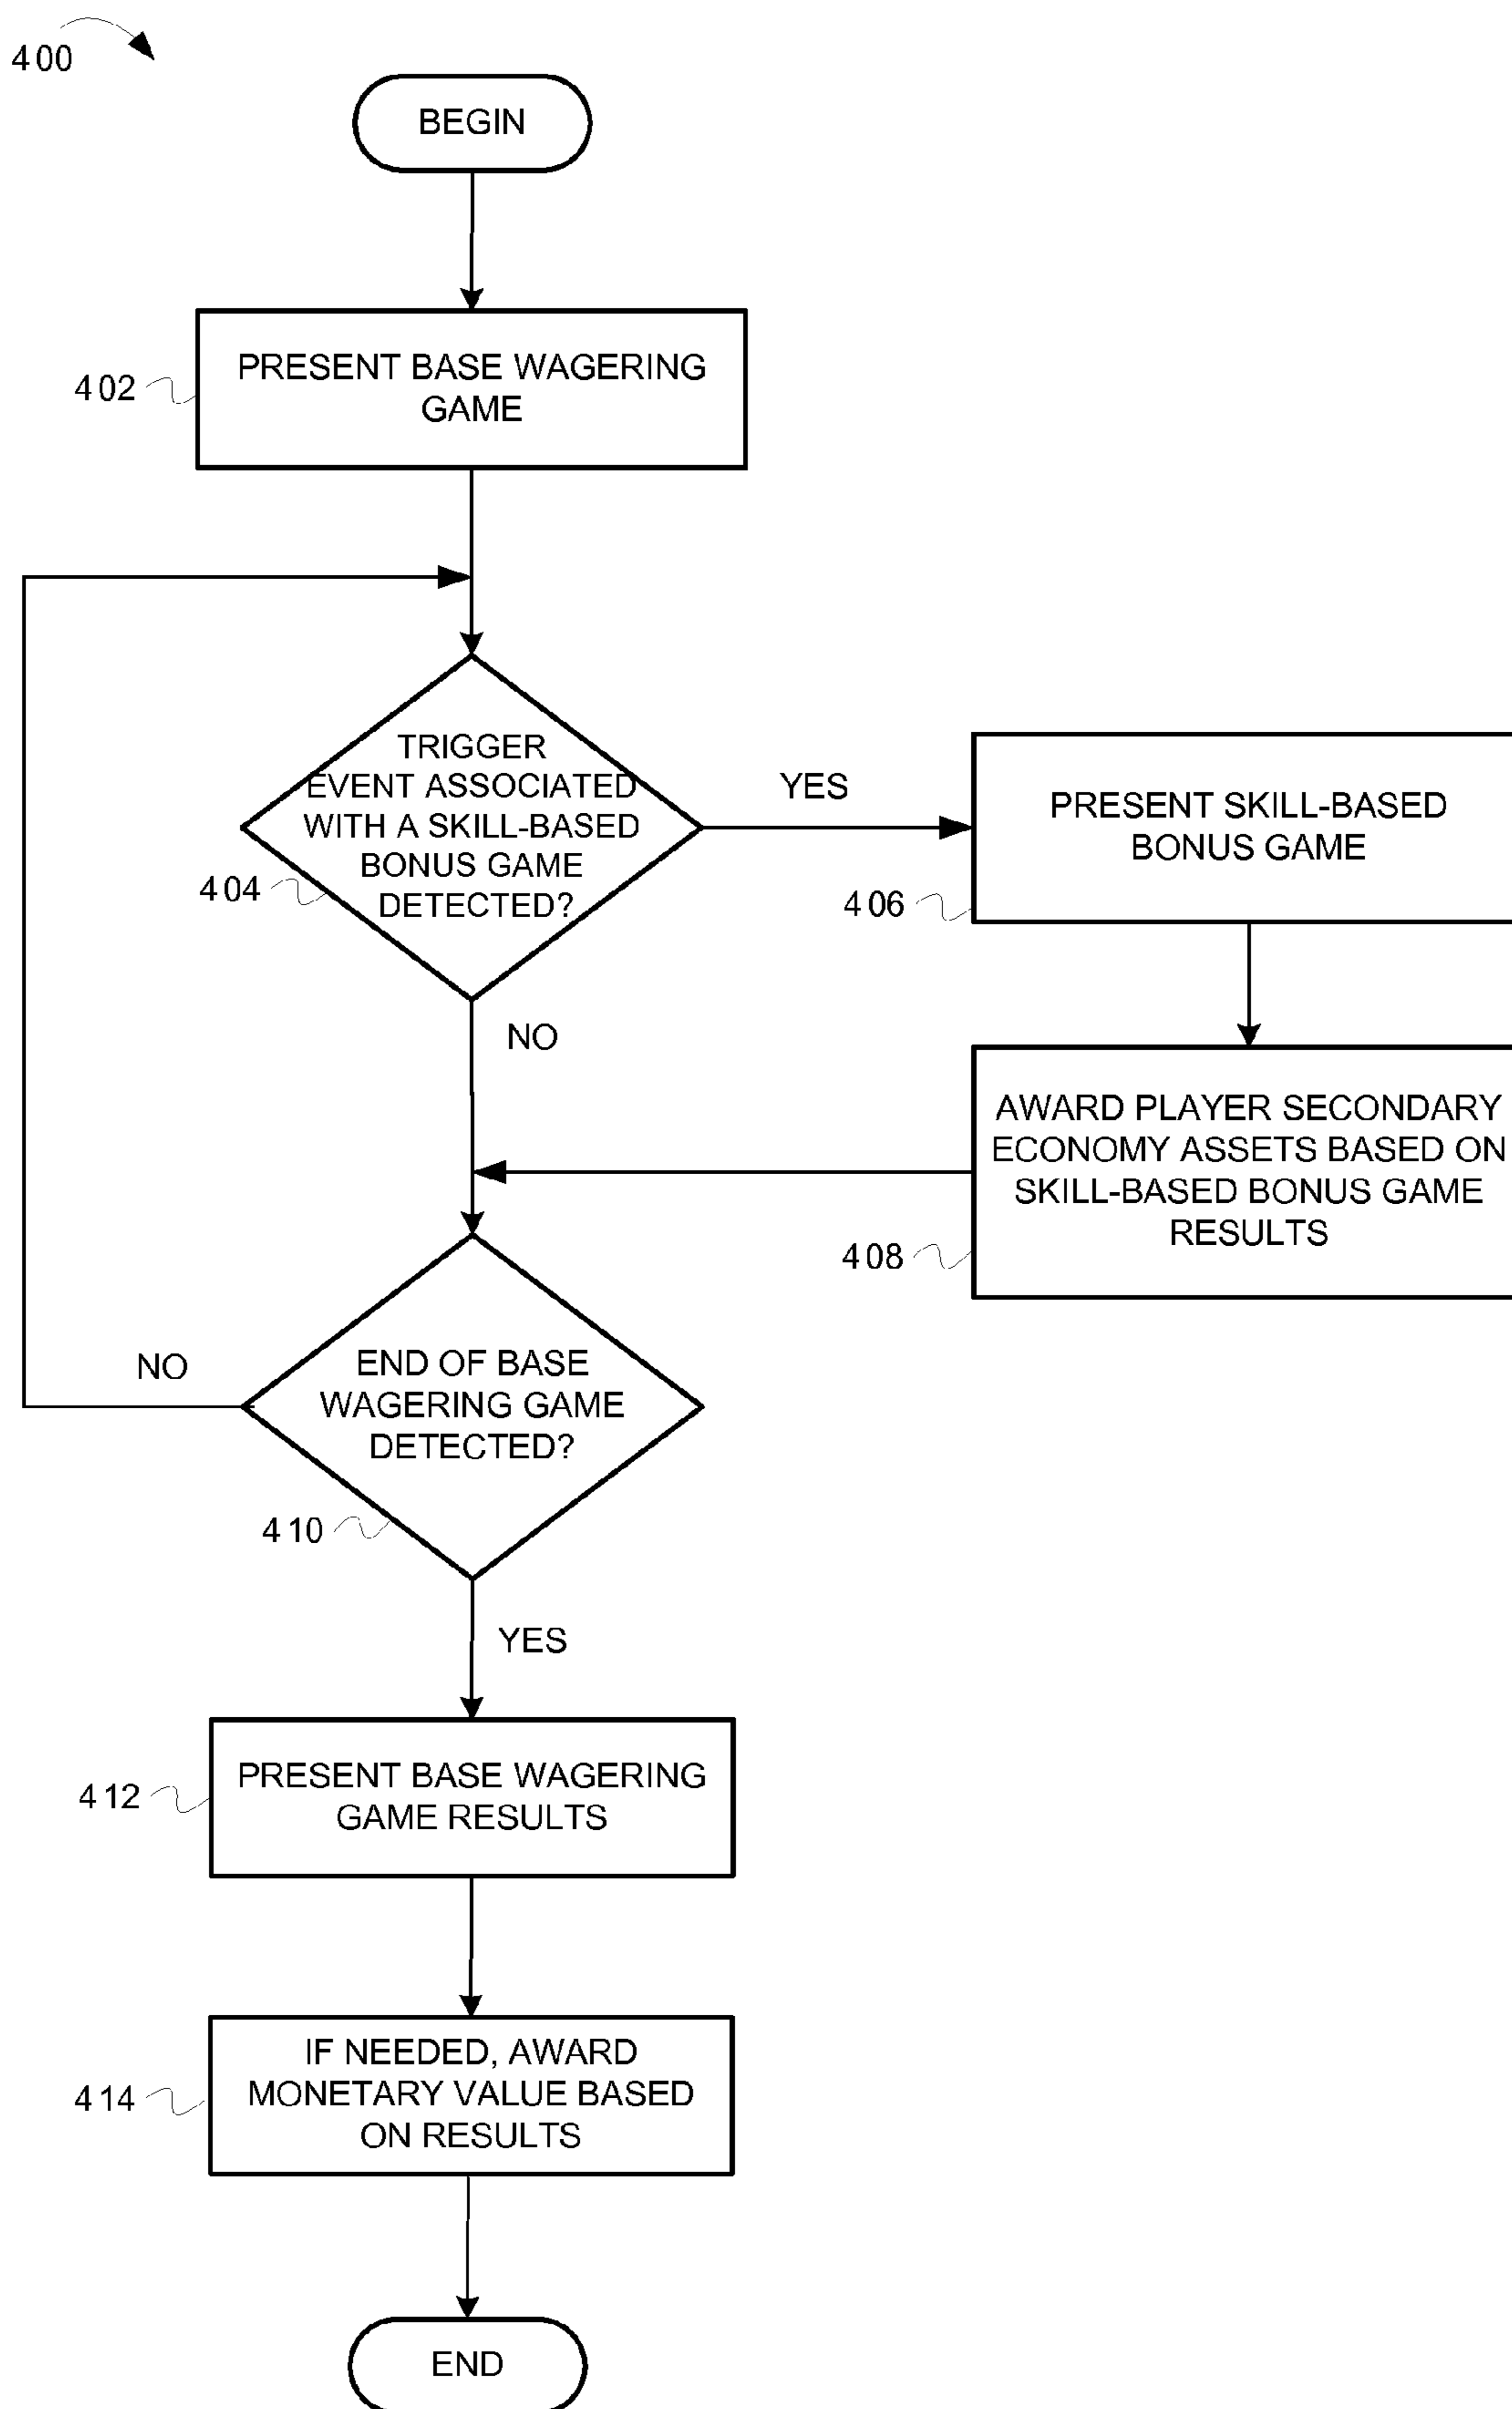 400
BEGIN
402
PRESENT BASE WAGERING
GAME
TRIGGER
EVENT ASSOCIATED
WITH A SKILL-BASED
BONUS GAME
DETECTED?
404
YES
PRESENT SKILL-BASED
BONUS GAME
406
NO
AWARD PLAYER SECONDARY
ECONOMY ASSETS BASED ON
SKILL-BASED BONUS GAME
RESULTS
408
NO
END OF BASE
WAGERING GAME
DETECTED?
410
YES
412
PRESENT BASE WAGERING
GAME RESULTS
414
IF NEEDED, AWARD
MONETARY VALUE BASED
ON RESULTS
END